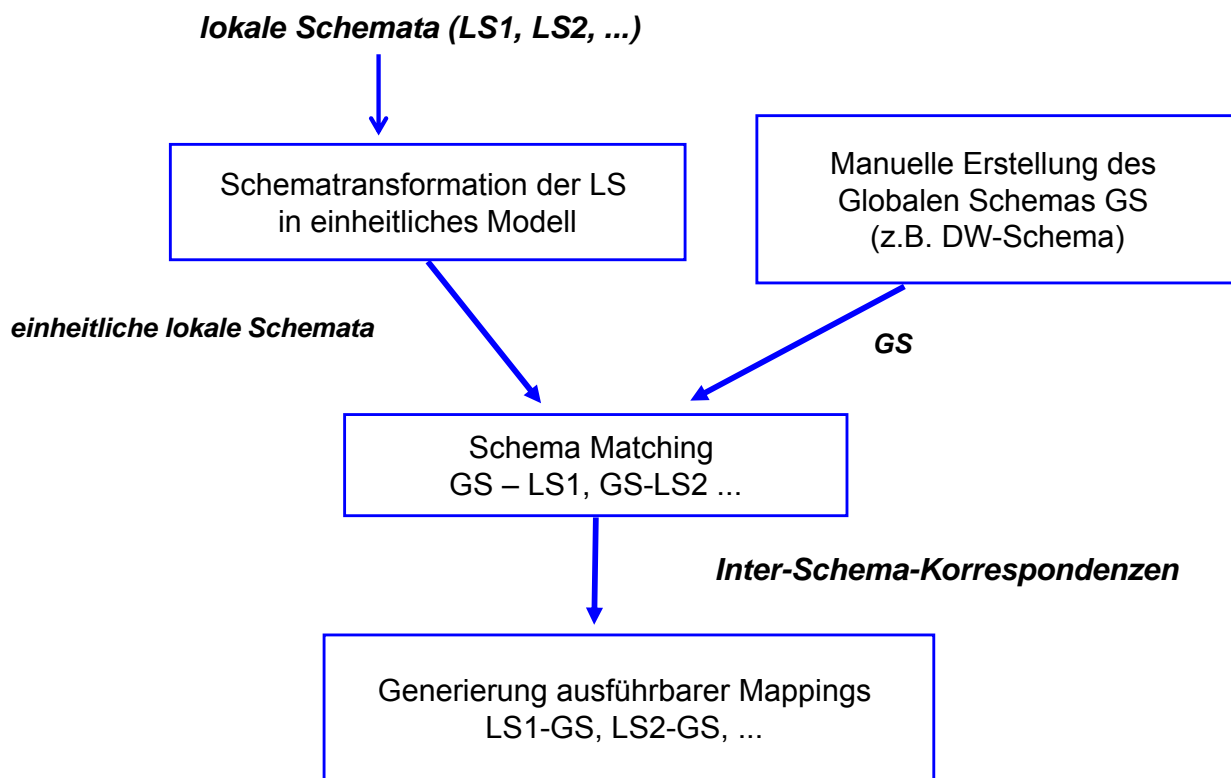 lokale Schemata (LS1, LS2, ...)
Schematransformation der LS
in einheitliches Modell
Manuelle Erstellung des
Globalen Schemas GS
(z.B. DW-Schema)
einheitliche lokale Schemata
GS
Schema Matching
GS – LS1, GS-LS2 ...
Inter-Schema-Korrespondenzen
Generierung ausführbarer Mappings
LS1-GS, LS2-GS, ...